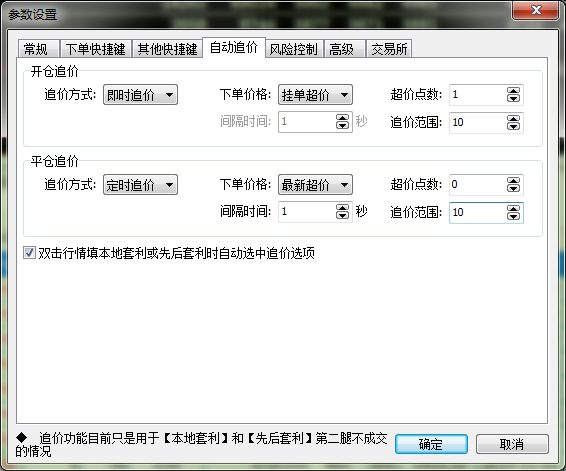 参数设置
常规 下单快捷键 其他快捷键 自动追价 风险控制 高级 交易所
开仓追价
追价方式: 即时追价 下单价格: 挂单超价 超价点数: 1
间隔时间: 1 秒 追价范围: 10
平仓追价
追价方式: 定时追价 下单价格: 最新超价 超价点数: 0
间隔时间: 1 秒 追价范围: 10
双击行情填本地套利或先后套利时自动选中追价选项
◆ 追价功能目前只是用于【本地套利】和【先后套利】第二腿不成交
的情况
确定 取消